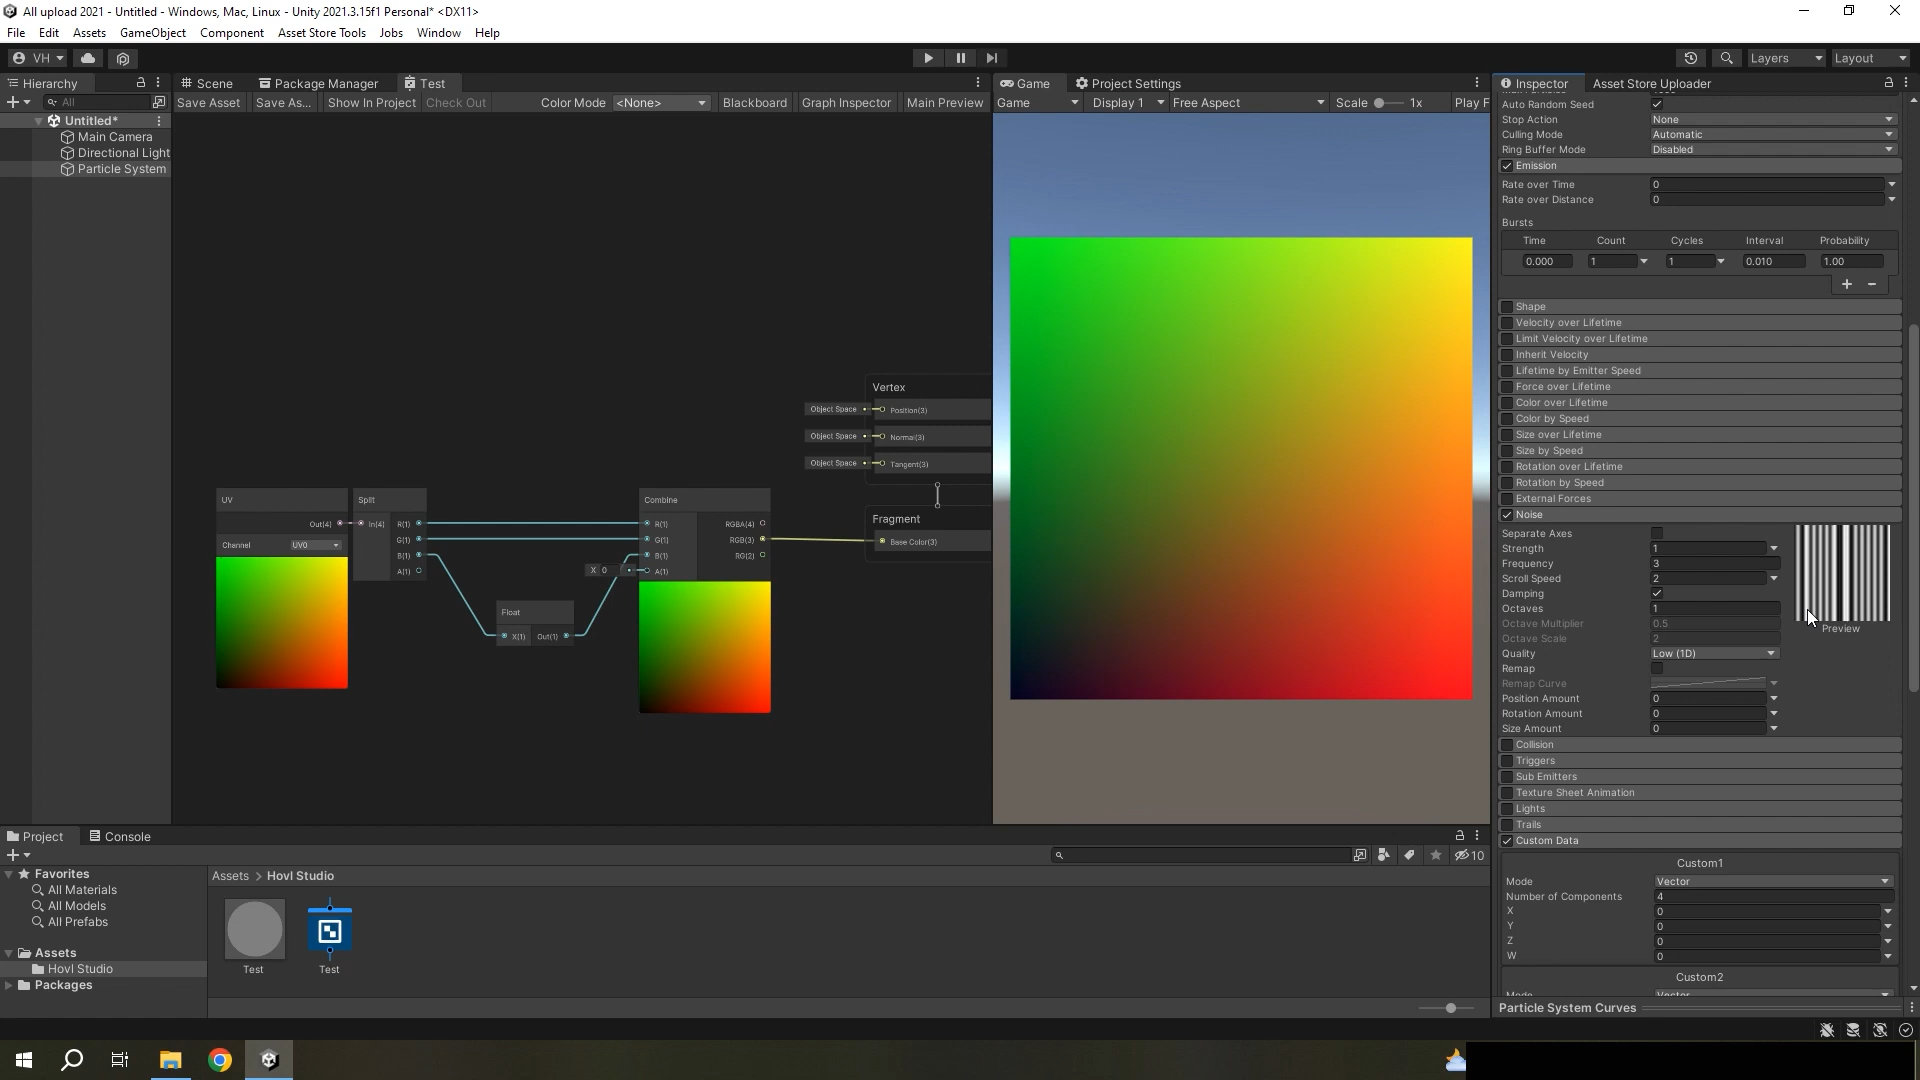 All upload 2021 - Untitled - Windows, Mac, Linux - Unity 2021.3.15f1 Personal* <DX11>
File Edit Assets GameObject Component Asset Store Tools Jobs Window Help
VH Layers Layout
Hierarchy
All
Untitled*
Main Camera
Directional Light
Particle System
Scene Package Manager Test
Save Asset Save As... Show In Project Check Out Color Mode <None> Blackboard Graph Inspector Main Preview
UV
Out(4)
Channel UV0
Split
In(4) R(1)
G(1)
B(1)
A(1)
Float
X(1) Out(1)
X 0
Combine
R(1) RGBA(4)
G(1) RGB(3)
B(1) RG(2)
A(1)
Vertex
Object Space Position(3)
Object Space Normal(3)
Object Space Tangent(3)
Fragment
Base Color(3)
Game Project Settings
Game Display 1 Free Aspect Scale 1x Play F
Inspector Asset Store Uploader
Auto Random Seed
Stop Action None
Culling Mode Automatic
Ring Buffer Mode Disabled
Emission
Rate over Time 0
Rate over Distance 0
Bursts
Time Count Cycles Interval Probability
0.000 1 1 0.010 1.00
+ -
Shape
Velocity over Lifetime
Limit Velocity over Lifetime
Inherit Velocity
Lifetime by Emitter Speed
Force over Lifetime
Color over Lifetime
Color by Speed
Size over Lifetime
Size by Speed
Rotation over Lifetime
Rotation by Speed
External Forces
Noise
Separate Axes
Strength 1
Frequency 3
Scroll Speed 2
Damping
Octaves 1
Octave Multiplier 0.5
Octave Scale 2
Quality Low (1D)
Remap
Remap Curve
Position Amount 0
Rotation Amount 0
Size Amount 0
Preview
Collision
Triggers
Sub Emitters
Texture Sheet Animation
Lights
Trails
Custom Data
Custom1
Mode Vector
Number of Components 4
X 0
Y 0
Z 0
W 0
Custom2
Particle System Curves
Project Console
10
Favorites
All Materials
All Models
All Prefabs
Assets
Hovl Studio
Packages
Assets > Hovl Studio
Test Test